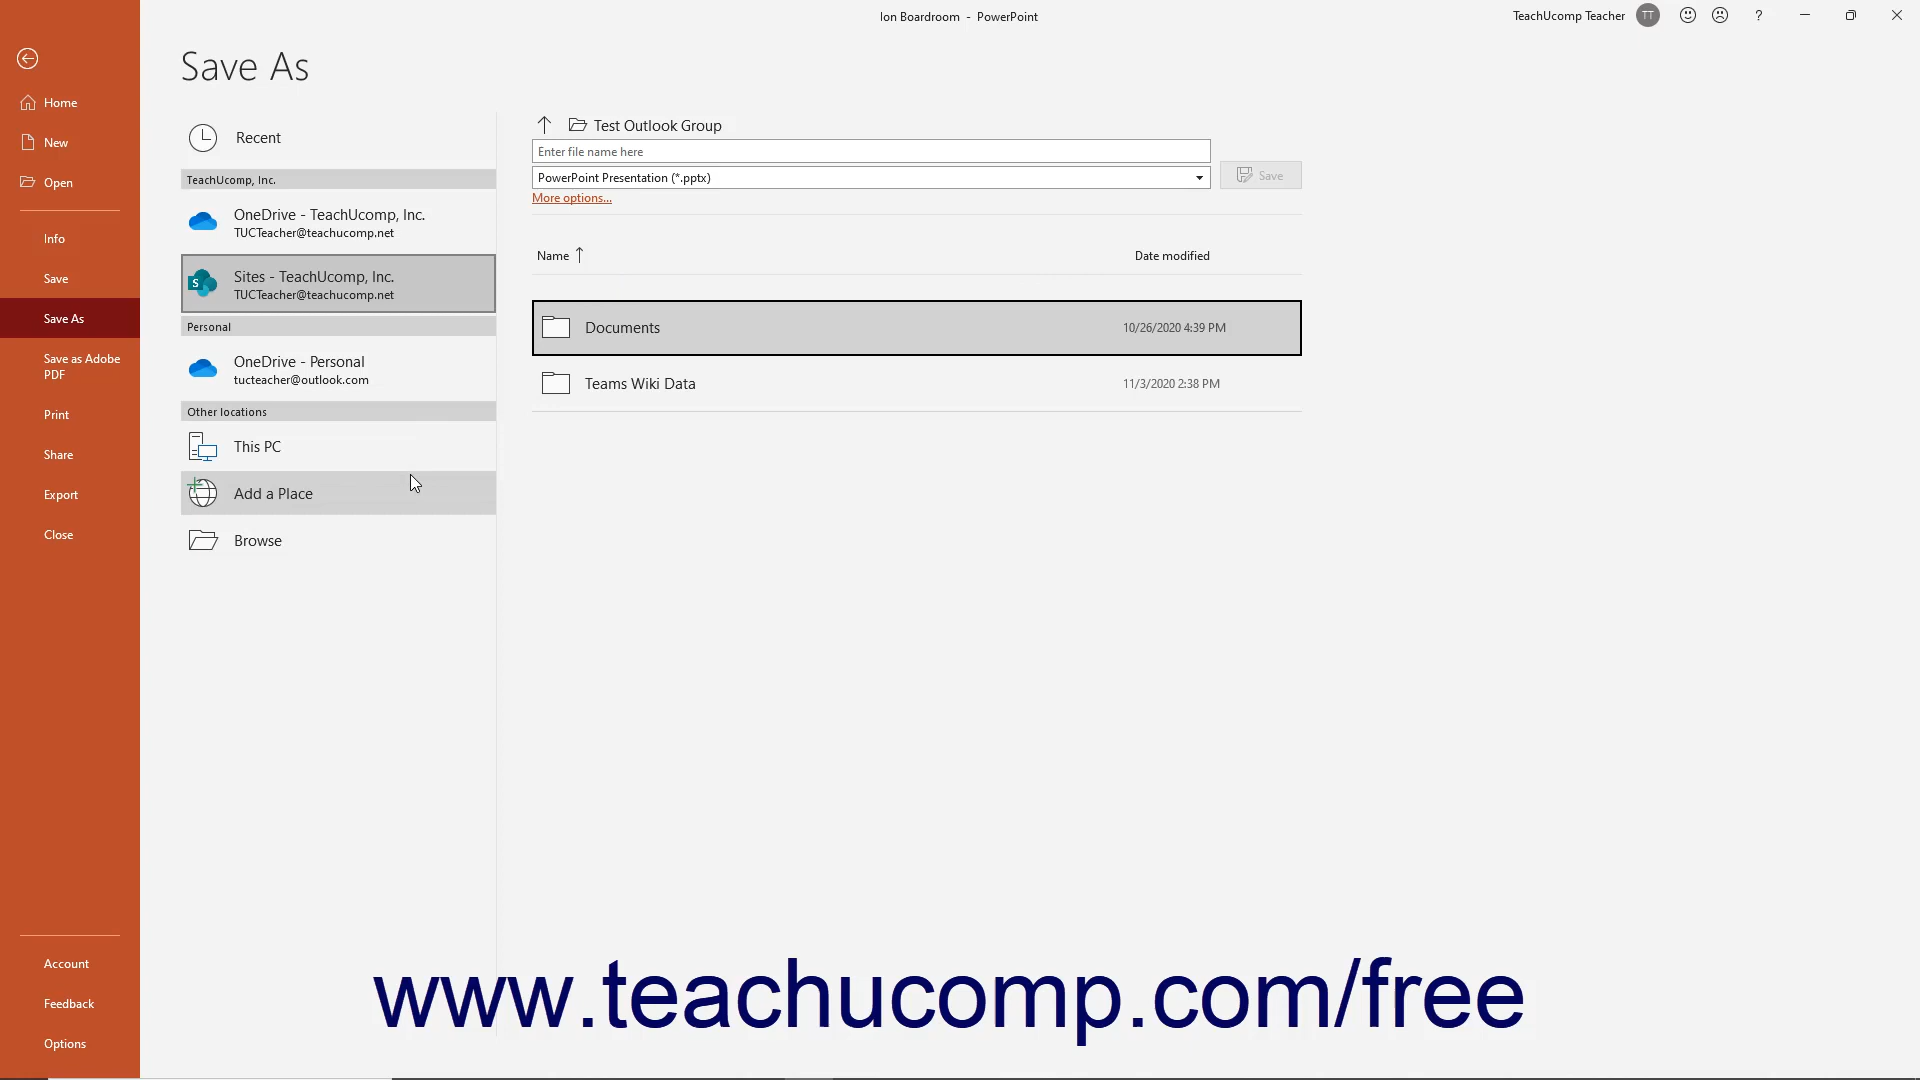 Ion Boardroom - PowerPoint
TeachUcomp Teacher TT ?
Save As
Home
New
Open
Info
Save
Save As
Save as Adobe
PDF
Print
Share
Export
Close
Account
Feedback
Options
Recent
TeachUcomp, Inc.
OneDrive - TeachUcomp, Inc.
TUCTeacher@teachucomp.net
S
Sites - TeachUcomp, Inc.
TUCTeacher@teachucomp.net
Personal
OneDrive - Personal
tucteacher@outlook.com
Other locations
This PC
Add a Place
Browse
Test Outlook Group
Enter file name here
PowerPoint Presentation (*.pptx)
Save
More options...
Name Date modified
Documents 10/26/2020 4:39 PM
Teams Wiki Data 11/3/2020 2:38 PM
www.teachucomp.com/free